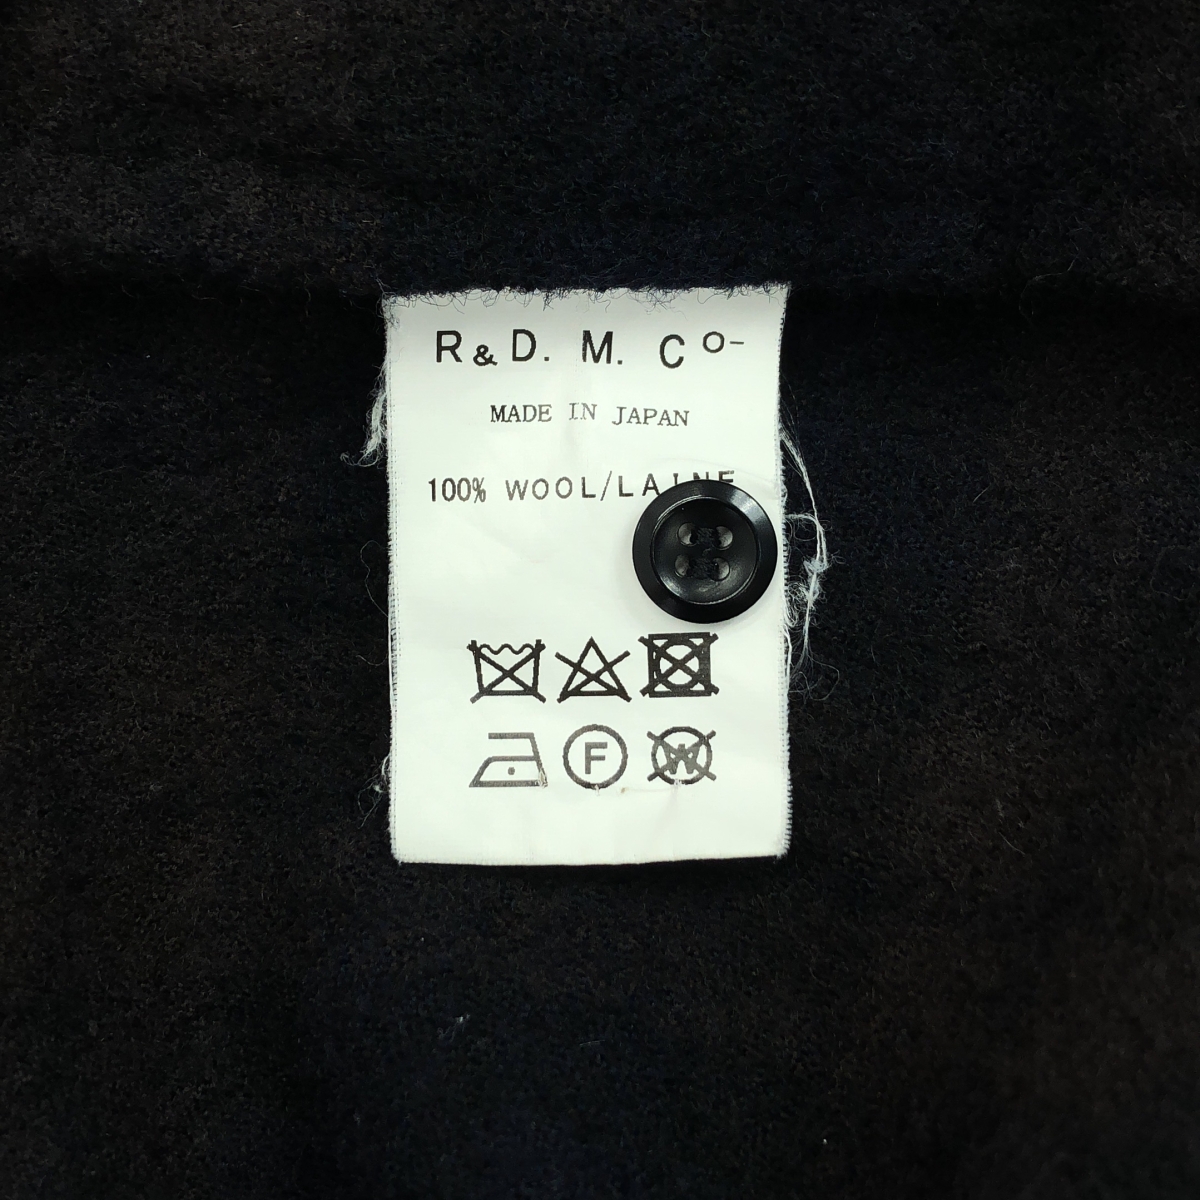 R&D. M. Co-
MADE IN JAPAN
100% WOOL/LAINE
F
W